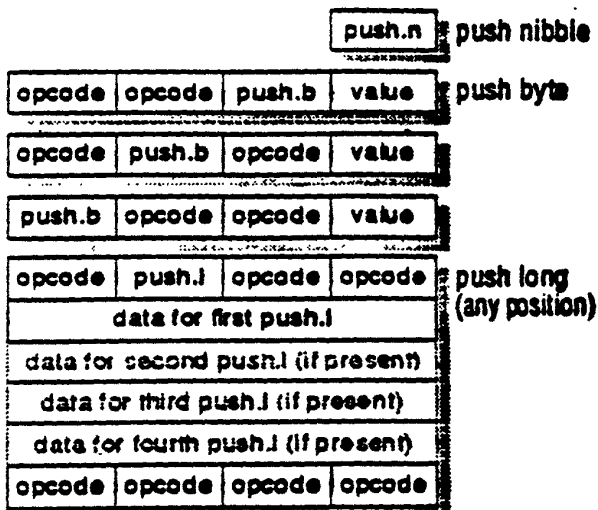 push.n push nibble
opcode opcode push.b value push byte
opcode push.b opcode value
push.b opcode opcode value
opcode push.l opcode opcode push long
(any position)
data for first push.l
data for second push.l (if present)
data for third push.l (if present)
data for fourth push.l (if present)
opcode opcode opcode opcode